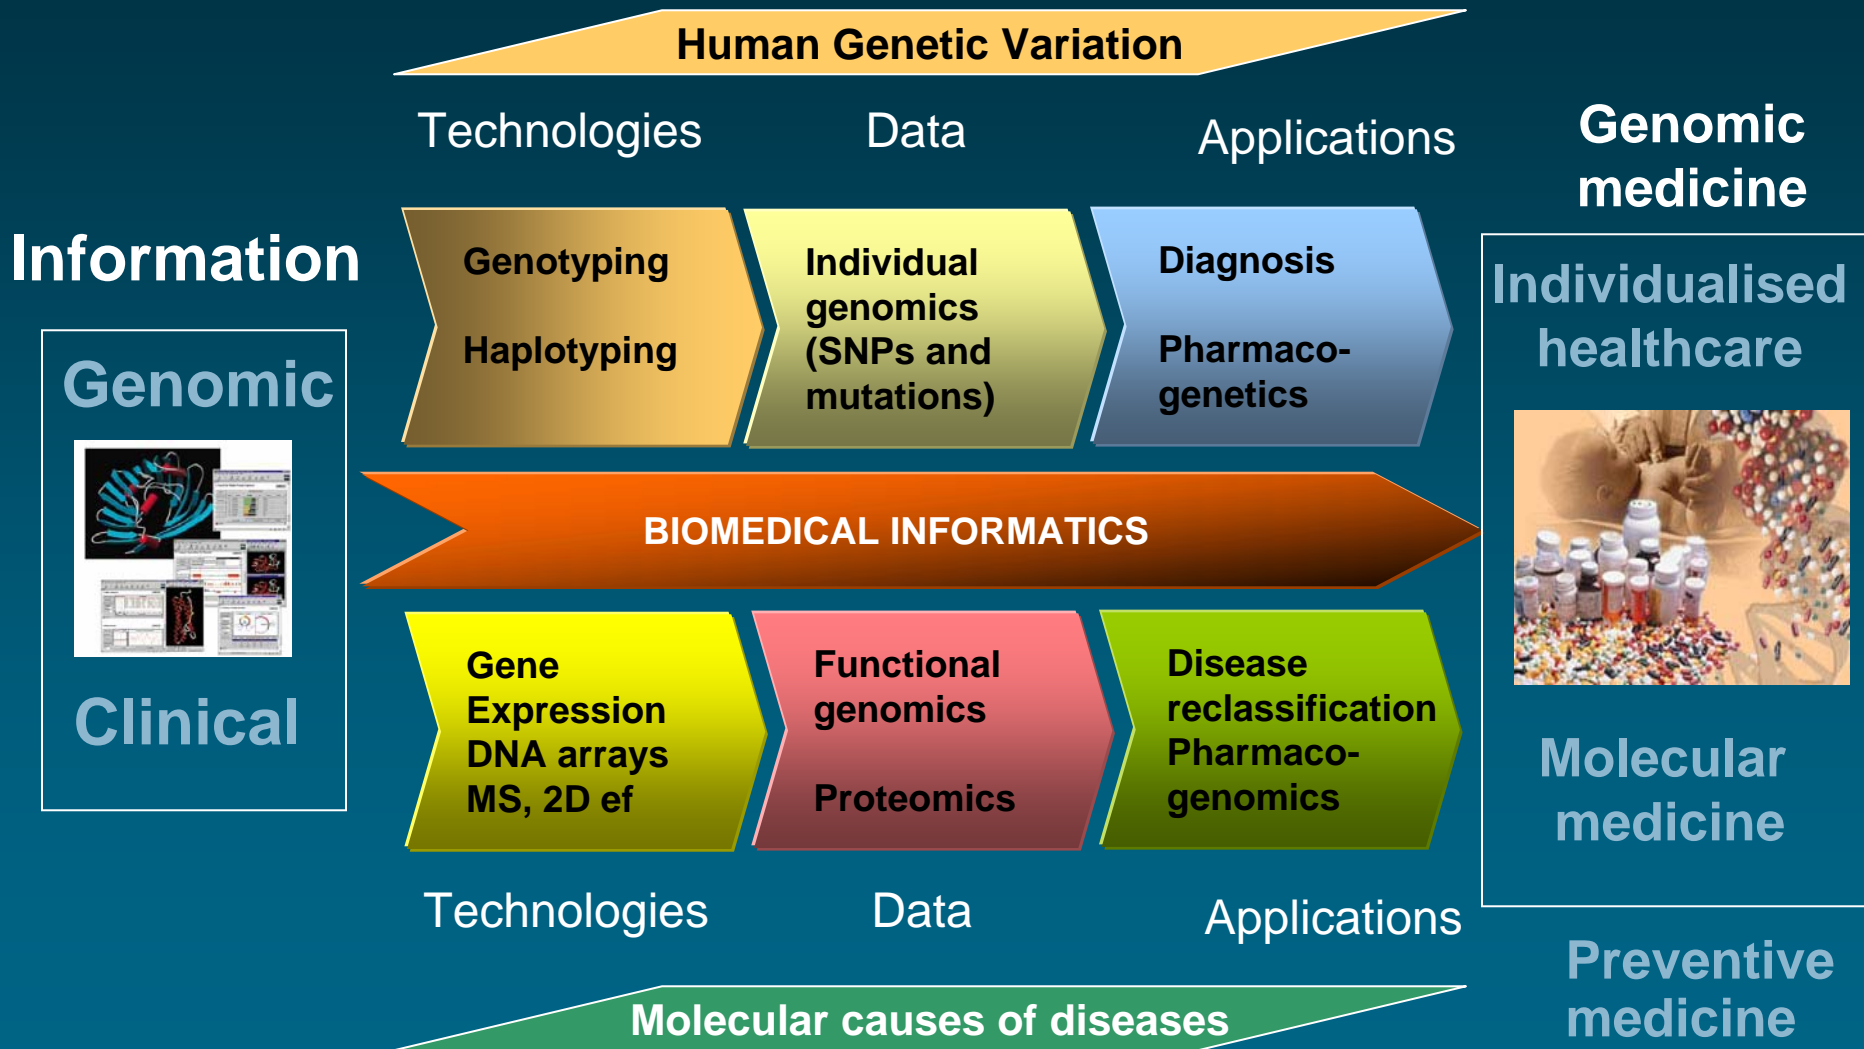 Human Genetic Variation
Technologies
Data
Applications
Genomic
medicine
Information
Genomic
Clinical
Genotyping
Haplotyping
Individual
genomics
(SNPs and
mutations)
Diagnosis
Pharmaco-
genetics
Individualised
healthcare
BIOMEDICAL INFORMATICS
Gene
Expression
DNA arrays
MS, 2D ef
Functional
genomics
Proteomics
Disease
reclassification
Pharmaco-
genomics
Molecular
medicine
Technologies
Data
Applications
Preventive
medicine
Molecular causes of diseases